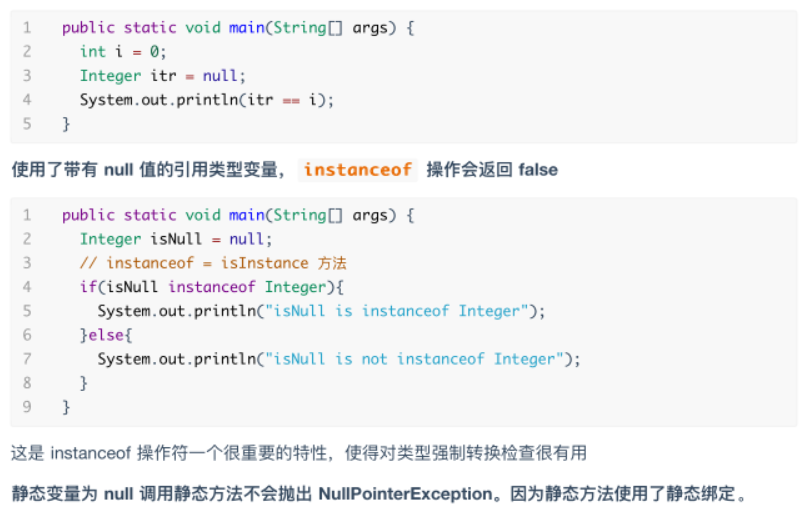 1 public static void main(String[] args) {
2 int i = 0;
3 Integer itr = null;
4 System.out.println(itr == i);
5 }
使用了带有 null 值的引用类型变量， instanceof 操作会返回 false
1 public static void main(String[] args) {
2 Integer isNull = null;
3 // instanceof = isInstance 方法
4 if(isNull instanceof Integer){
5 System.out.println("isNull is instanceof Integer");
6 }else{
7 System.out.println("isNull is not instanceof Integer");
8 }
9 }
这是 instanceof 操作符一个很重要的特性，使得对类型强制转换检查很有用
静态变量为 null 调用静态方法不会抛出 NullPointerException。因为静态方法使用了静态绑定。